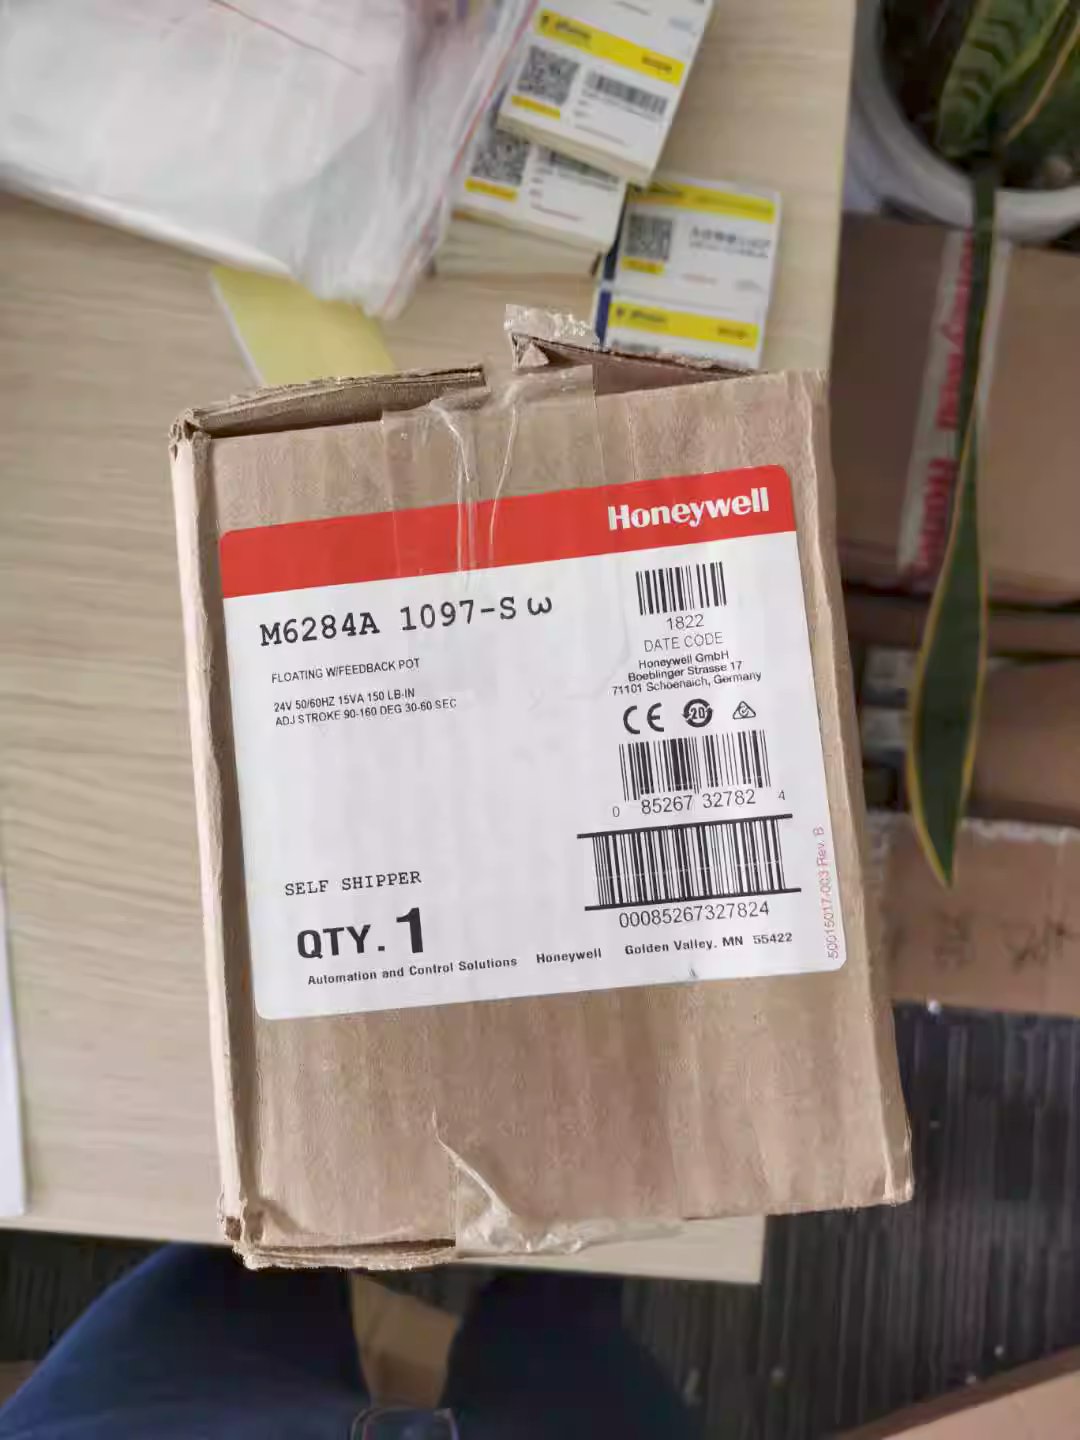 Honeywell
M6284A 1097-S ω
FLOATING W/FEEDBACK POT
24V 50/60HZ 15VA 150 LB-IN
ADJ STROKE 90-160 DEG 30-60 SEC
1822
DATE CODE
Honeywell GmbH
Boeblinger Strasse 17
71101 Schoenaich, Germany
CE 20
0 85267 32782 4
00085267327824
SELF SHIPPER
QTY. 1
Automation and Control Solutions Honeywell Golden Valley, MN 55422
50015017-003 Rev. B